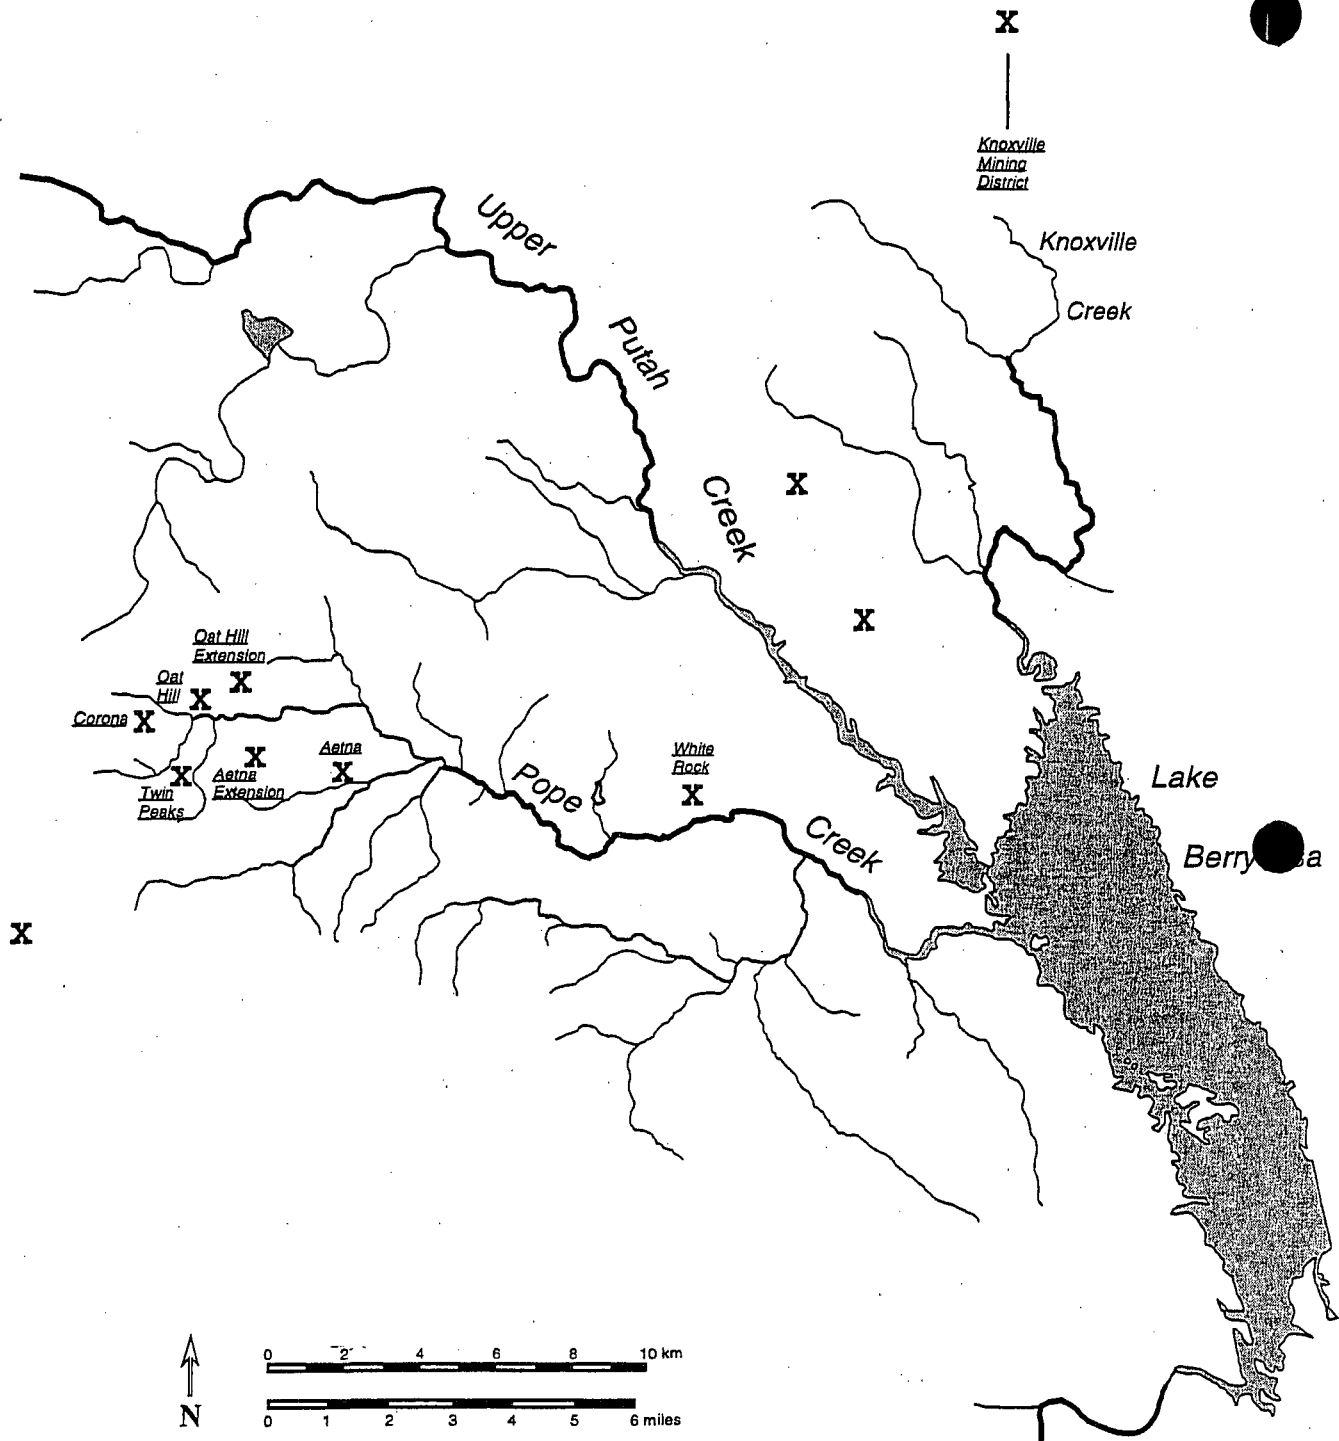 X
Knoxville
Mining
District
Upper
Putah
Creek
Knoxville
Creek
X
X
Oat Hill
Extension
X
Oat
Hill
X
Corona X
X
Twin
Peaks
X
Aetna
Extension
Aetna
X
White
Rock
X
Pope
Creek
Lake
X
0 2 4 6 8 10 km
0 1 2 3 4 5 6 miles
N